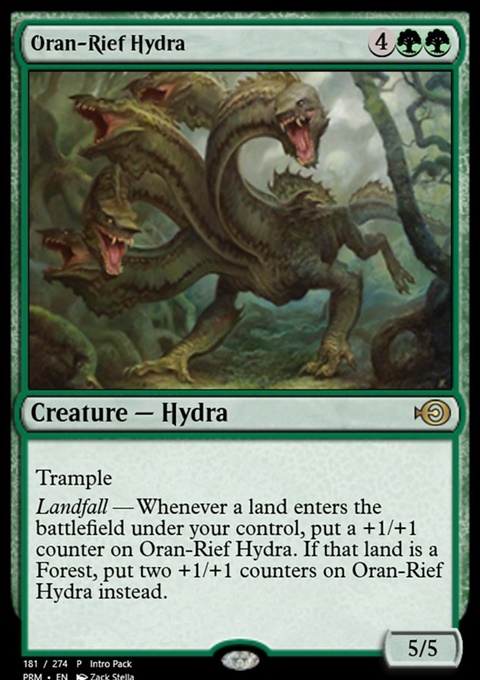 Oran-Rief Hydra 4
Creature — Hydra
Trample
Landfall — Whenever a land enters the
battlefield under your control, put a +1/+1
counter on Oran-Rief Hydra. If that land is a
Forest, put two +1/+1 counters on Oran-Rief
Hydra instead.
5/5
181 / 274 P Intro Pack
PRM • EN Zack Stella